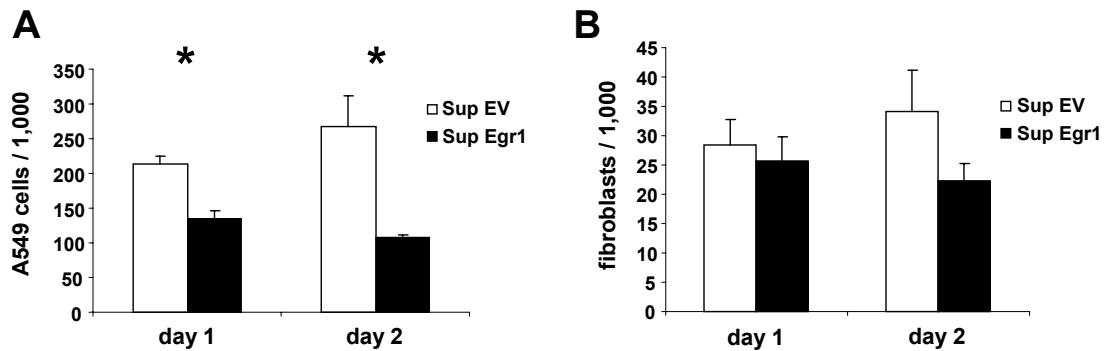 A
* *
A549 cells / 1,000
350
300
250
200
150
100
50
0
day 1 day 2
Sup EV
Sup Egr1
B
fibroblasts / 1,000
45
40
35
30
25
20
15
10
5
0
day 1 day 2
Sup EV
Sup Egr1